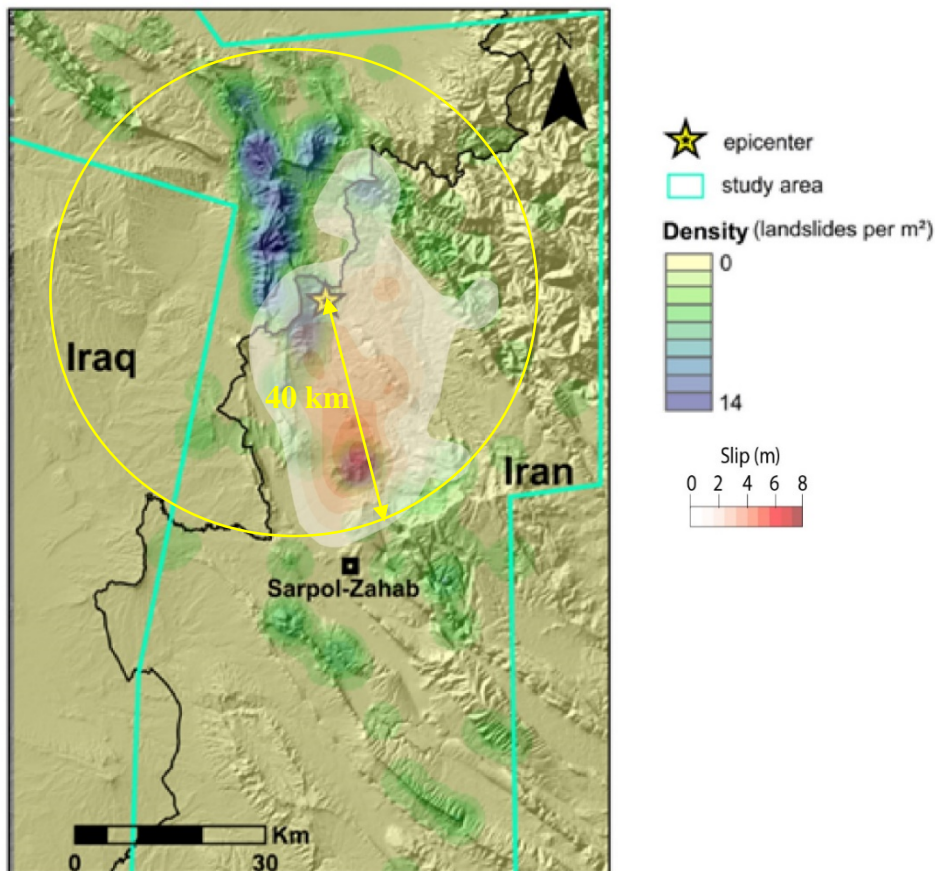 N
epicenter
study area
Density (landslides per m²)
0
14
Iraq
40 km
Iran
Slip (m)
0 2 4 6 8
Sarpol-Zahab
Km
0 30